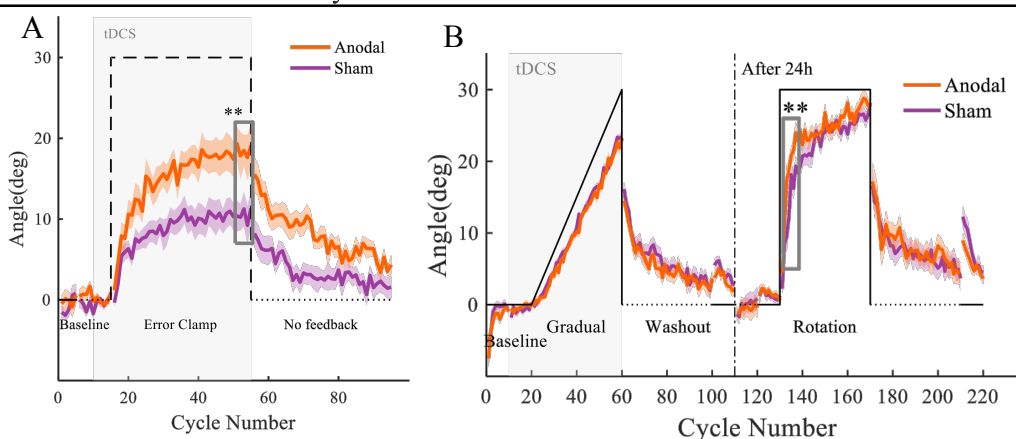 A
tDCS
Anodal
Sham
**
Angle(deg)
30
20
10
0
Baseline
Error Clamp
No feedback
0 20 40 60 80
Cycle Number
B
tDCS
After 24h
Anodal
Sham
**
Angle(deg)
30
20
10
0
Baseline
Gradual
Washout
Rotation
0 20 40 60 80 100 120 140 160 180 200 220
Cycle Number